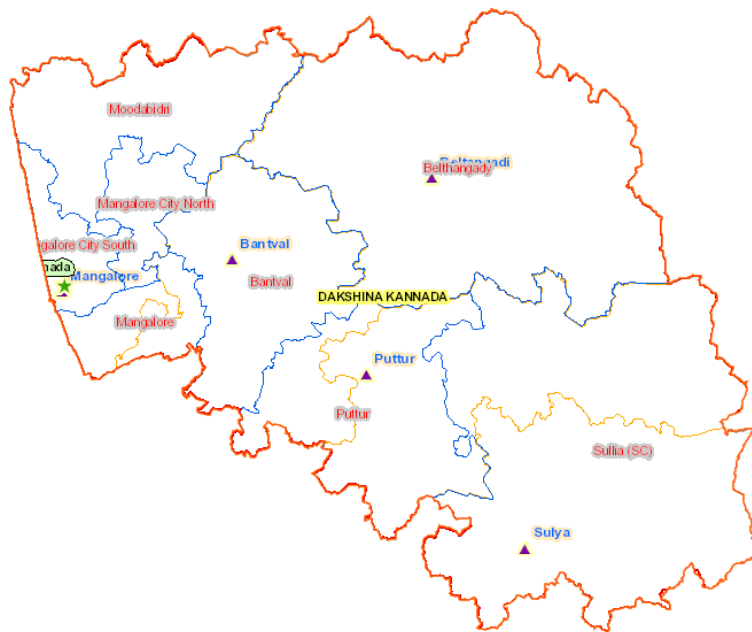 Moodabidri
Beltangadi
Belthangady
Mangalore City North
galore City South
Bantval
nada
Mangalore
Bantval
DAKSHINA KANNADA
Mangalore
Puttur
Puttur
Sullia (SC)
Sulya